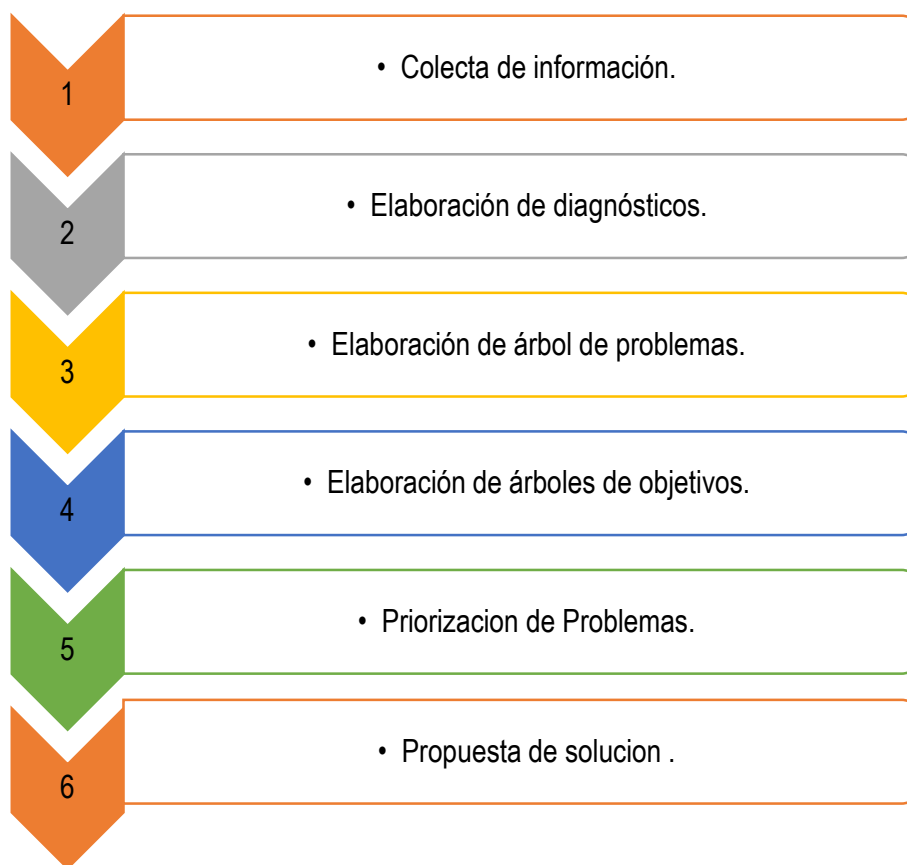 1
• Colecta de información.
2
• Elaboración de diagnósticos.
3
• Elaboración de árbol de problemas.
4
• Elaboración de árboles de objetivos.
5
• Priorizacion de Problemas.
6
• Propuesta de solucion .